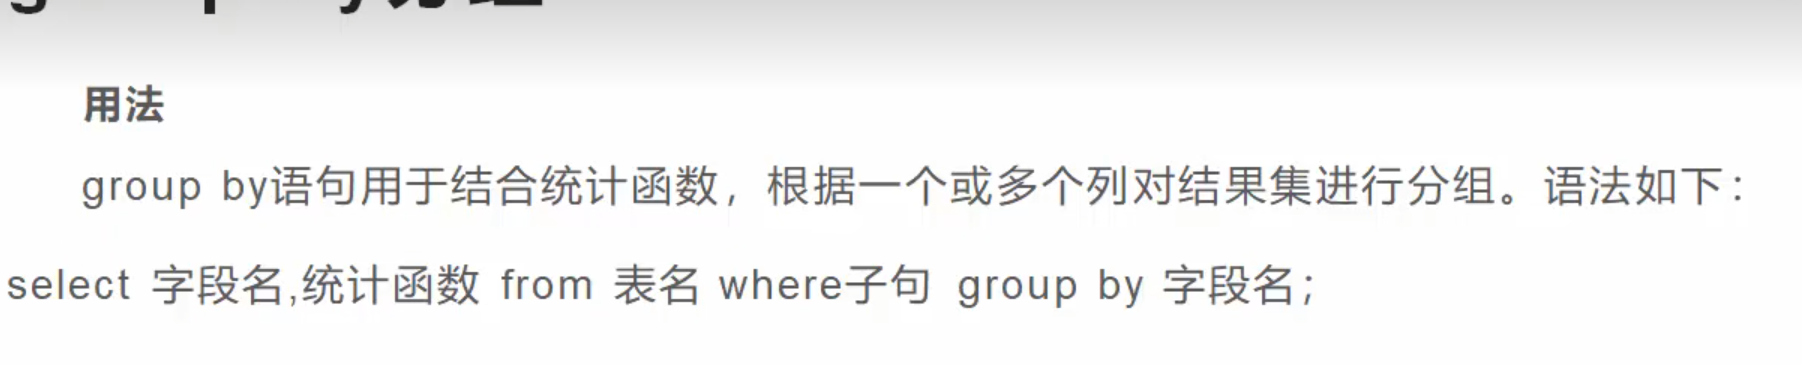 用法
group by语句用于结合统计函数，根据一个或多个列对结果集进行分组。语法如下：
select 字段名,统计函数 from 表名 where子句 group by 字段名；